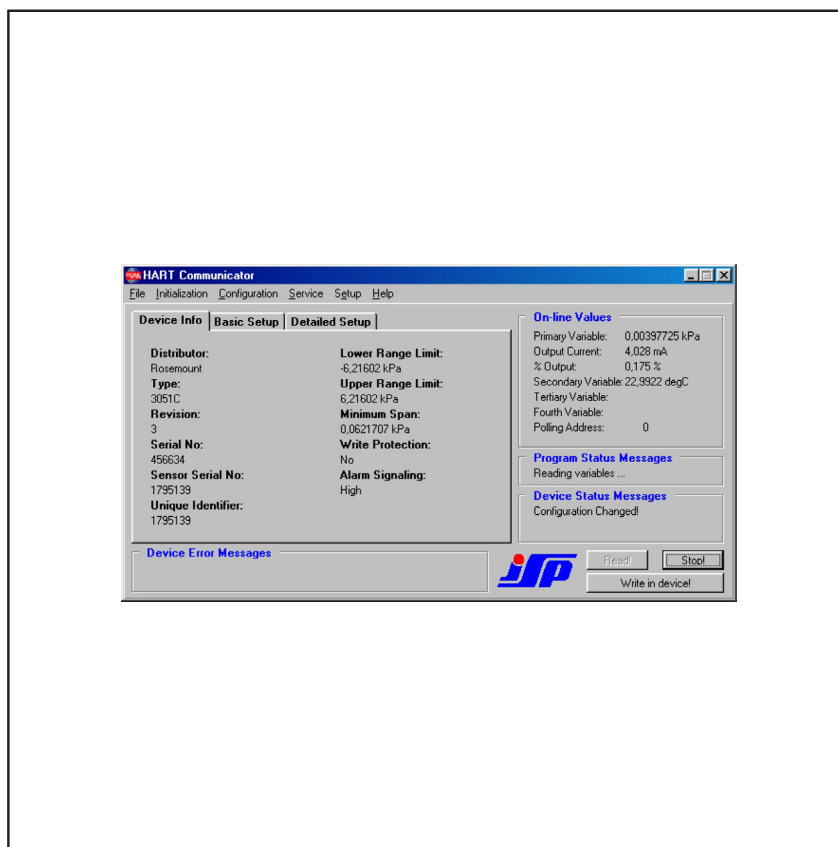 HART Communicator
File Initialization Configuration Service Setup Help
Device Info Basic Setup Detailed Setup
Distributor:
Rosemount
Type:
3051C
Revision:
3
Serial No:
456634
Sensor Serial No:
1795139
Unique Identifier:
1795139
Lower Range Limit:
-6,21602 kPa
Upper Range Limit:
6,21602 kPa
Minimum Span:
0,0621707 kPa
Write Protection:
No
Alarm Signaling:
High
On-line Values
Primary Variable: 0,00397725 kPa
Output Current: 4,028 mA
% Output: 0,175 %
Secondary Variable: 22,9922 degC
Tertiary Variable:
Fourth Variable:
Polling Address: 0
Program Status Messages
Reading variables ...
Device Status Messages
Configuration Changed!
Device Error Messages
jsp
Read! Stop!
Write in device!